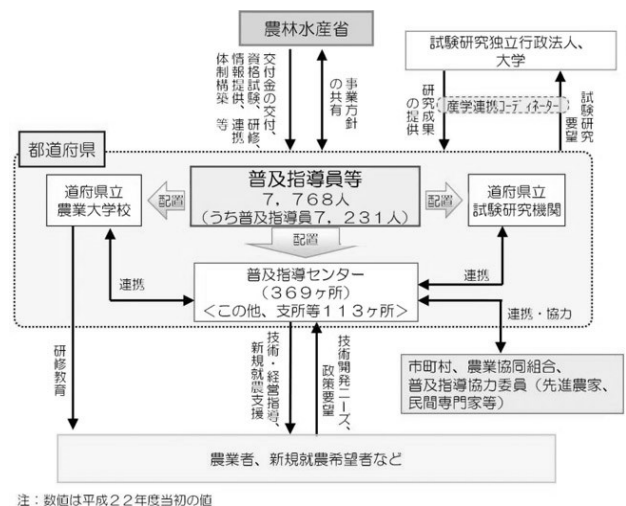 農林水産省
試験研究独立行政法人、
大学
交付金の交付、
資格試験、研修、
情報提供、連携
体制構築　等
事業方針
の共有
研究成果
の提供
産学連携コーディネーター
試験研究
要望
都道府県
道府県立
農業大学校
配置
普及指導員等
７，７６８人
（うち普及指導員７，２３１人）
配置
道府県立
試験研究機関
配置
連携
普及指導センター
（３６９ヶ所）
＜この他、支所等１１３ヶ所＞
連携
連携・協力
研修教育
技術・経営指導、
新規就農支援
技術開発ニーズ、
政策要望
市町村、農業協同組合、
普及指導協力委員（先進農家、
民間専門家等）
農業者、新規就農希望者など
注：数値は平成２２年度当初の値